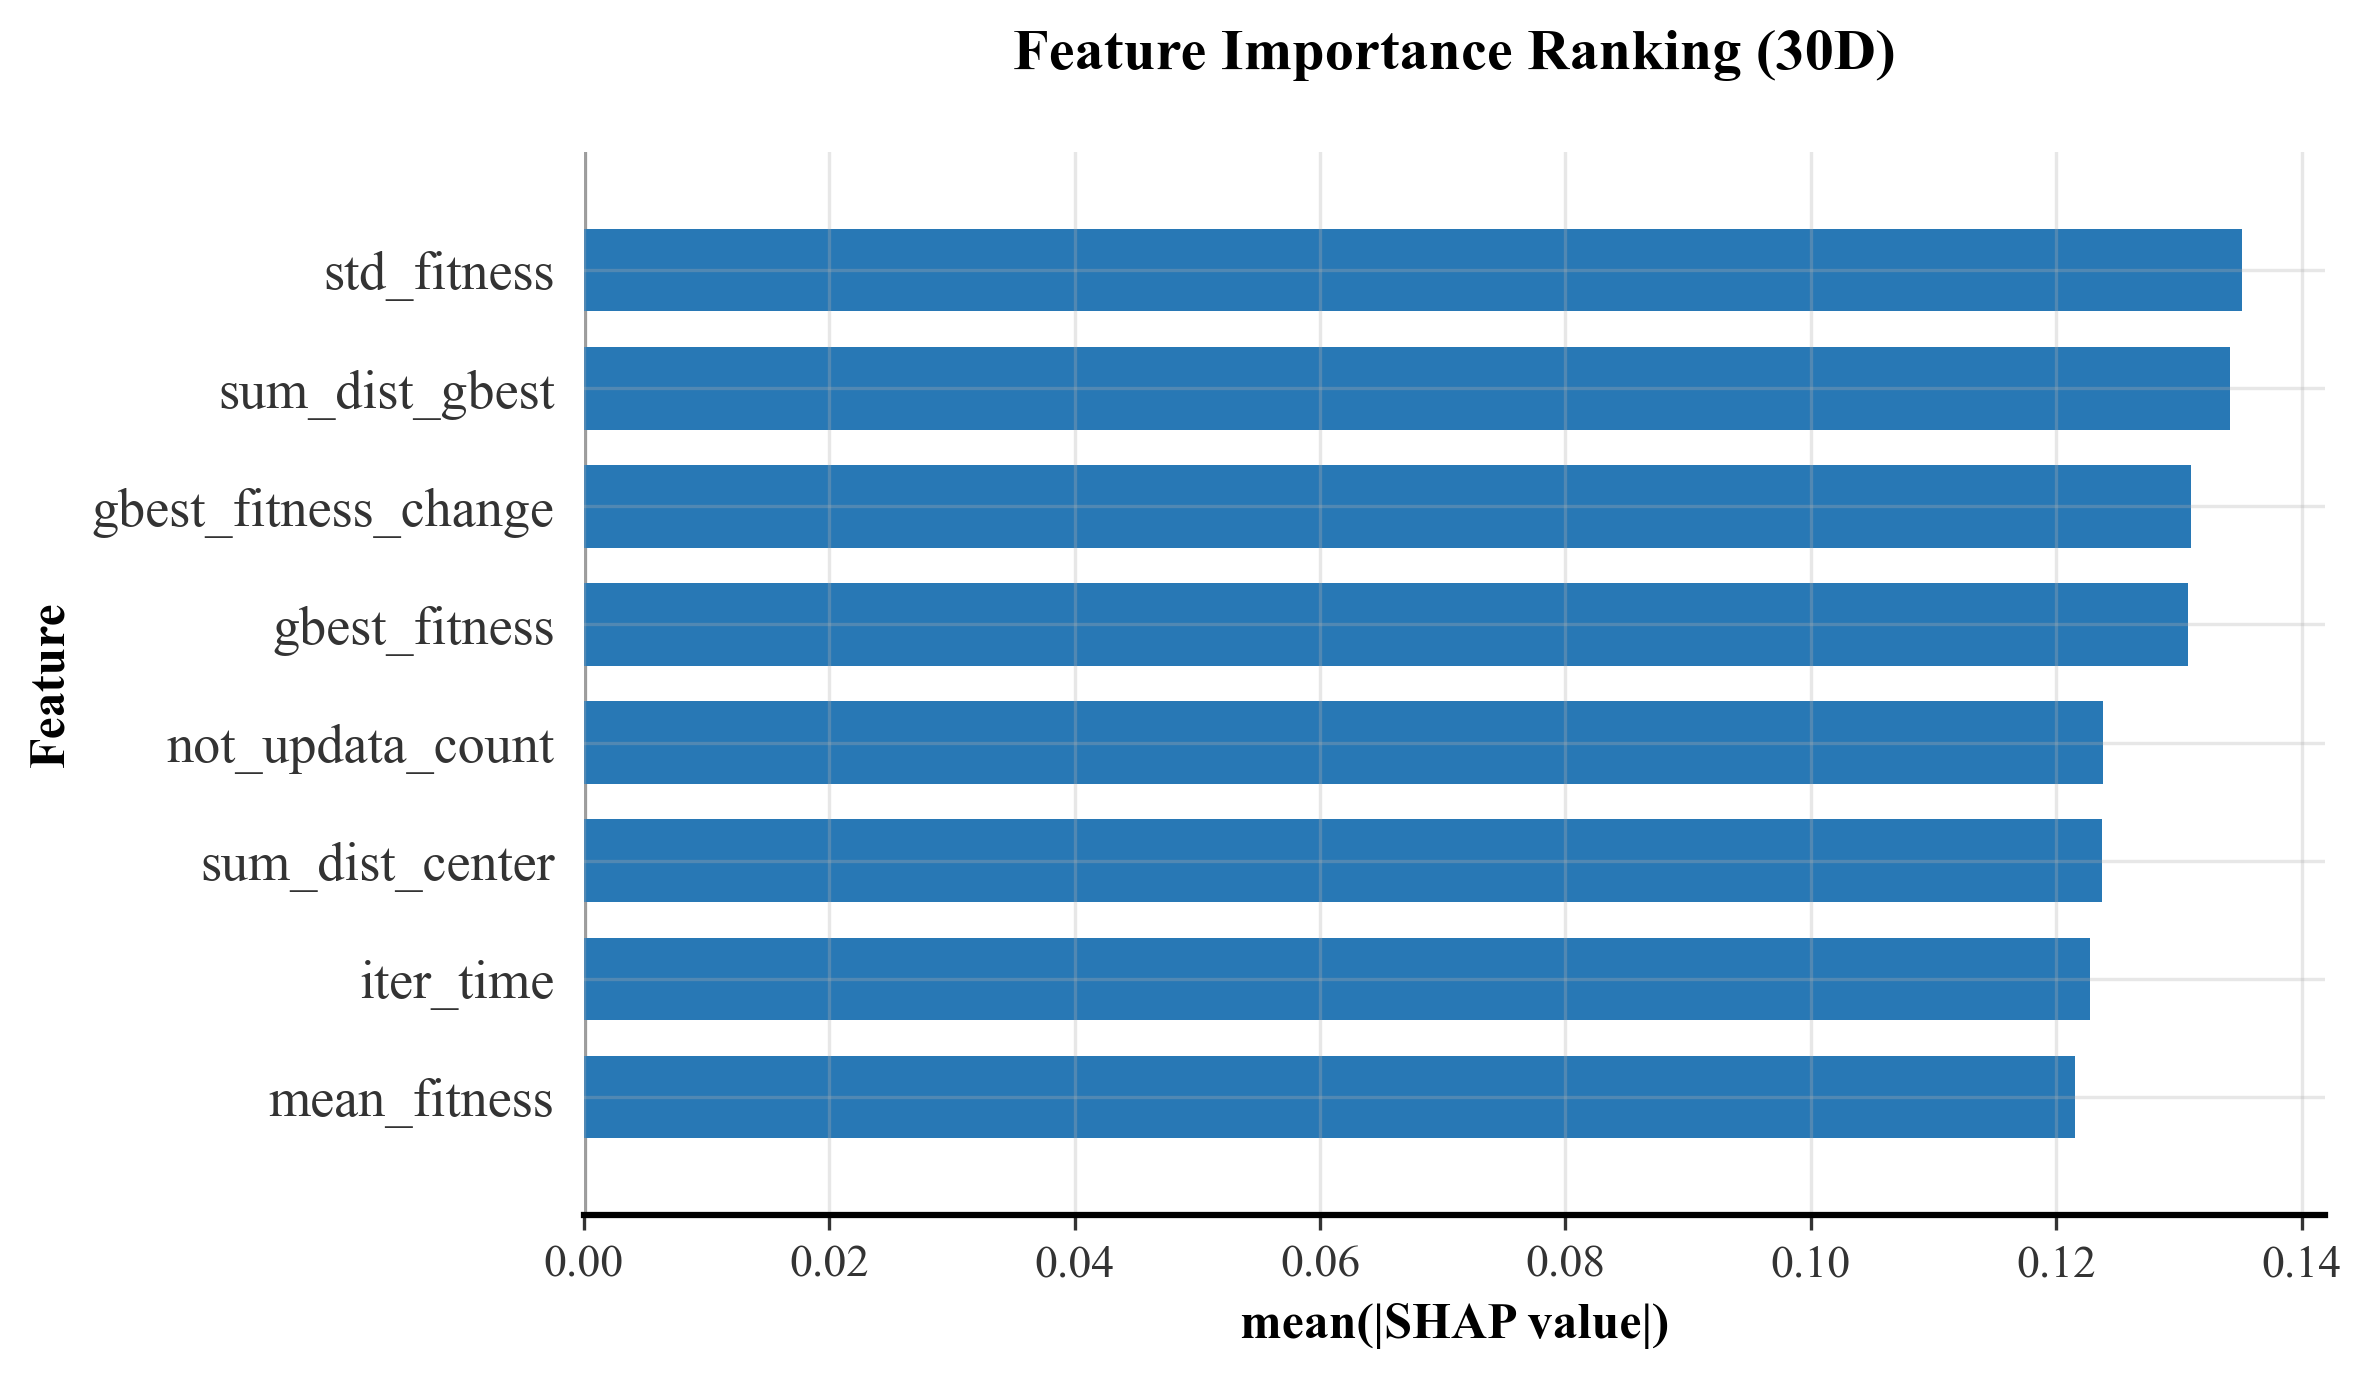 Feature Importance Ranking (30D)
Feature
std_fitness
sum_dist_gbest
gbest_fitness_change
gbest_fitness
not_updata_count
sum_dist_center
iter_time
mean_fitness
0.00 0.02 0.04 0.06 0.08 0.10 0.12 0.14
mean(|SHAP value|)